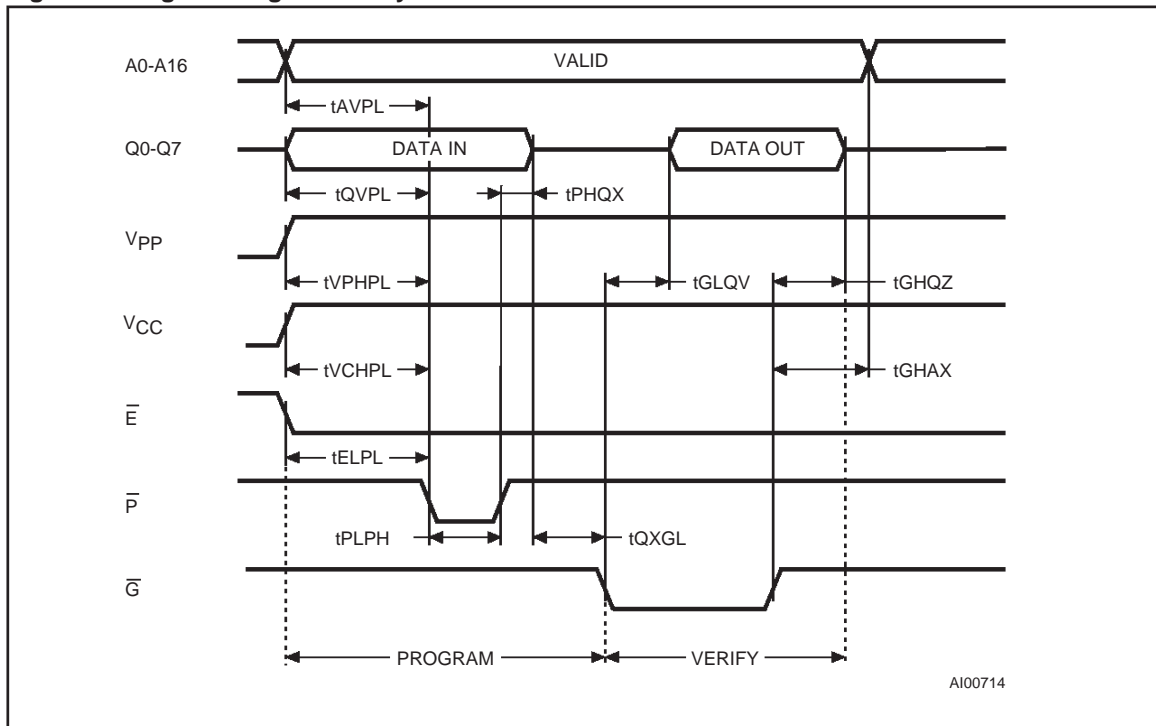 A0-A16
VALID
tAVPL
Q0-Q7
DATA IN
DATA OUT
tQVPL
tPHQX
VPP
tVPHPL
tGLQV
tGHQZ
VCC
tVCHPL
tGHAX
E
tELPL
P
tPLPH
tQXGL
G
PROGRAM
VERIFY
AI00714